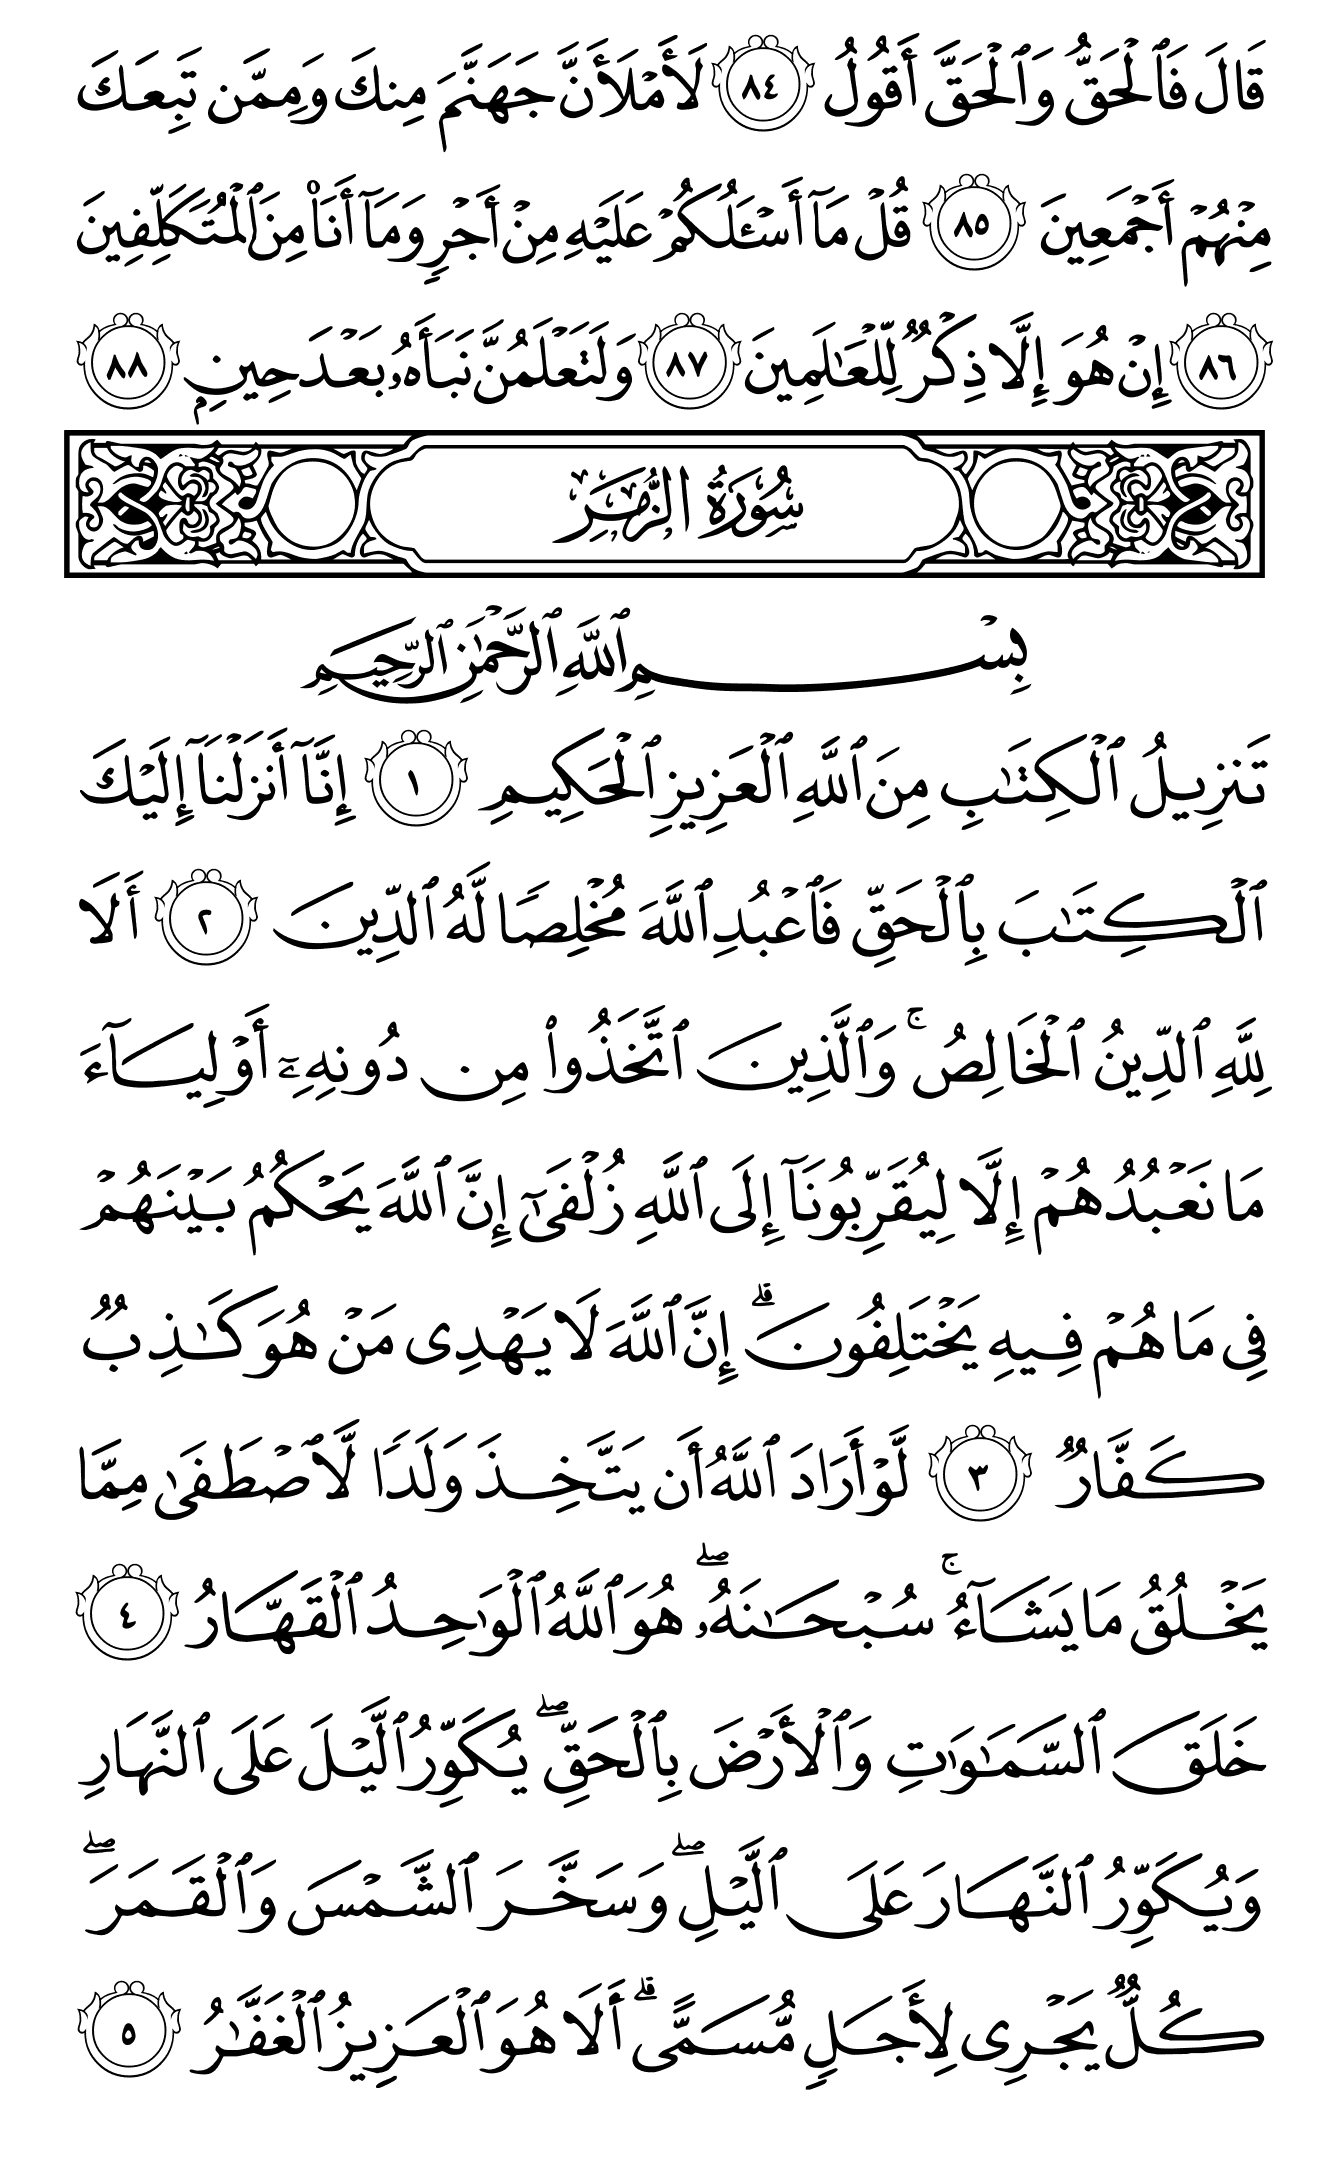 قَالَ فَٱلْحَقُّ وَٱلْحَقَّ أَقُولُ ٨٤ لَأَمْلَأَنَّ جَهَنَّمَ مِنكَ وَمِمَّن تَبِعَكَ
مِنْهُمْ أَجْمَعِينَ ٨٥ قُلْ مَآ أَسْـَٔلُكُمْ عَلَيْهِ مِنْ أَجْرٍ وَمَآ أَنَا۠ مِنَ ٱلْمُتَكَلِّفِينَ
٨٦ إِنْ هُوَ إِلَّا ذِكْرٌ لِّلْعَـٰلَمِينَ ٨٧ وَلَتَعْلَمُنَّ نَبَأَهُۥ بَعْدَ حِينٍۭ ٨٨
سُورَةُ الزُّمَرِ
بِسْمِ ٱللَّهِ ٱلرَّحْمَـٰنِ ٱلرَّحِيمِ
تَنزِيلُ ٱلْكِتَـٰبِ مِنَ ٱللَّهِ ٱلْعَزِيزِ ٱلْحَكِيمِ ١ إِنَّآ أَنزَلْنَآ إِلَيْكَ
ٱلْكِتَـٰبَ بِٱلْحَقِّ فَٱعْبُدِ ٱللَّهَ مُخْلِصًا لَّهُ ٱلدِّينَ ٢ أَلَا
لِلَّهِ ٱلدِّينُ ٱلْخَالِصُ ۚ وَٱلَّذِينَ ٱتَّخَذُوا۟ مِن دُونِهِۦٓ أَوْلِيَآءَ
مَا نَعْبُدُهُمْ إِلَّا لِيُقَرِّبُونَآ إِلَى ٱللَّهِ زُلْفَىٰٓ إِنَّ ٱللَّهَ يَحْكُمُ بَيْنَهُمْ
فِى مَا هُمْ فِيهِ يَخْتَلِفُونَ ۗ إِنَّ ٱللَّهَ لَا يَهْدِى مَنْ هُوَ كَـٰذِبٌ
كَفَّارٌ ٣ لَّوْ أَرَادَ ٱللَّهُ أَن يَتَّخِذَ وَلَدًا لَّٱصْطَفَىٰ مِمَّا
يَخْلُقُ مَا يَشَآءُ ۚ سُبْحَـٰنَهُۥ ۖ هُوَ ٱللَّهُ ٱلْوَٰحِدُ ٱلْقَهَّارُ ٤
خَلَقَ ٱلسَّمَـٰوَٰتِ وَٱلْأَرْضَ بِٱلْحَقِّ ۖ يُكَوِّرُ ٱلَّيْلَ عَلَى ٱلنَّهَارِ
وَيُكَوِّرُ ٱلنَّهَارَ عَلَى ٱلَّيْلِ ۖ وَسَخَّرَ ٱلشَّمْسَ وَٱلْقَمَرَ ۖ
كُلٌّ يَجْرِى لِأَجَلٍ مُّسَمًّى ۗ أَلَا هُوَ ٱلْعَزِيزُ ٱلْغَفَّـٰرُ ٥